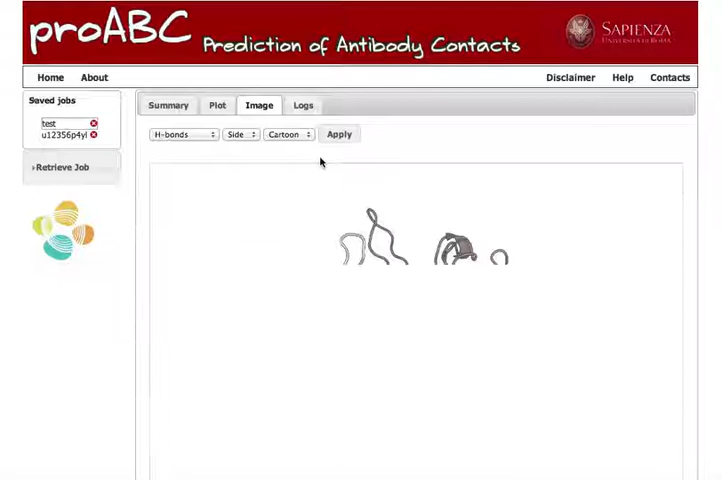 proABC Prediction of Antibody Contacts
SAPIENZA
UNIVERSITÀ DI ROMA
Home About Disclaimer Help Contacts
Saved jobs
test
u12356p4yl
›Retrieve Job
Summary Plot Image Logs
H-bonds Side Cartoon Apply